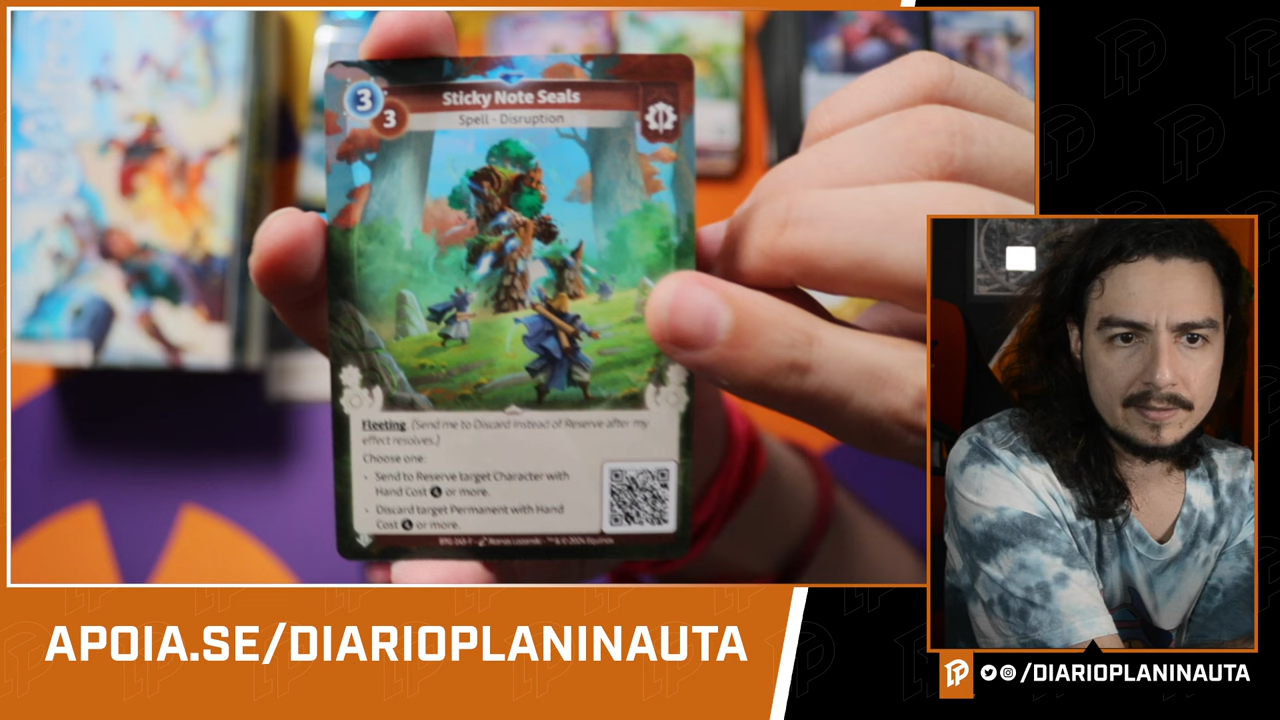 3
3
Sticky Note Seals
Spell - Disruption
Fleeting. (Send me to Discard instead of Reserve after my
effect resolves.)
Choose one:
• Send to Reserve target Character with
Hand Cost or more.
• Discard target Permanent with Hand
Cost or more.
APOIA.SE/DIARIOPLANINAUTA
/DIARIOPLANINAUTA